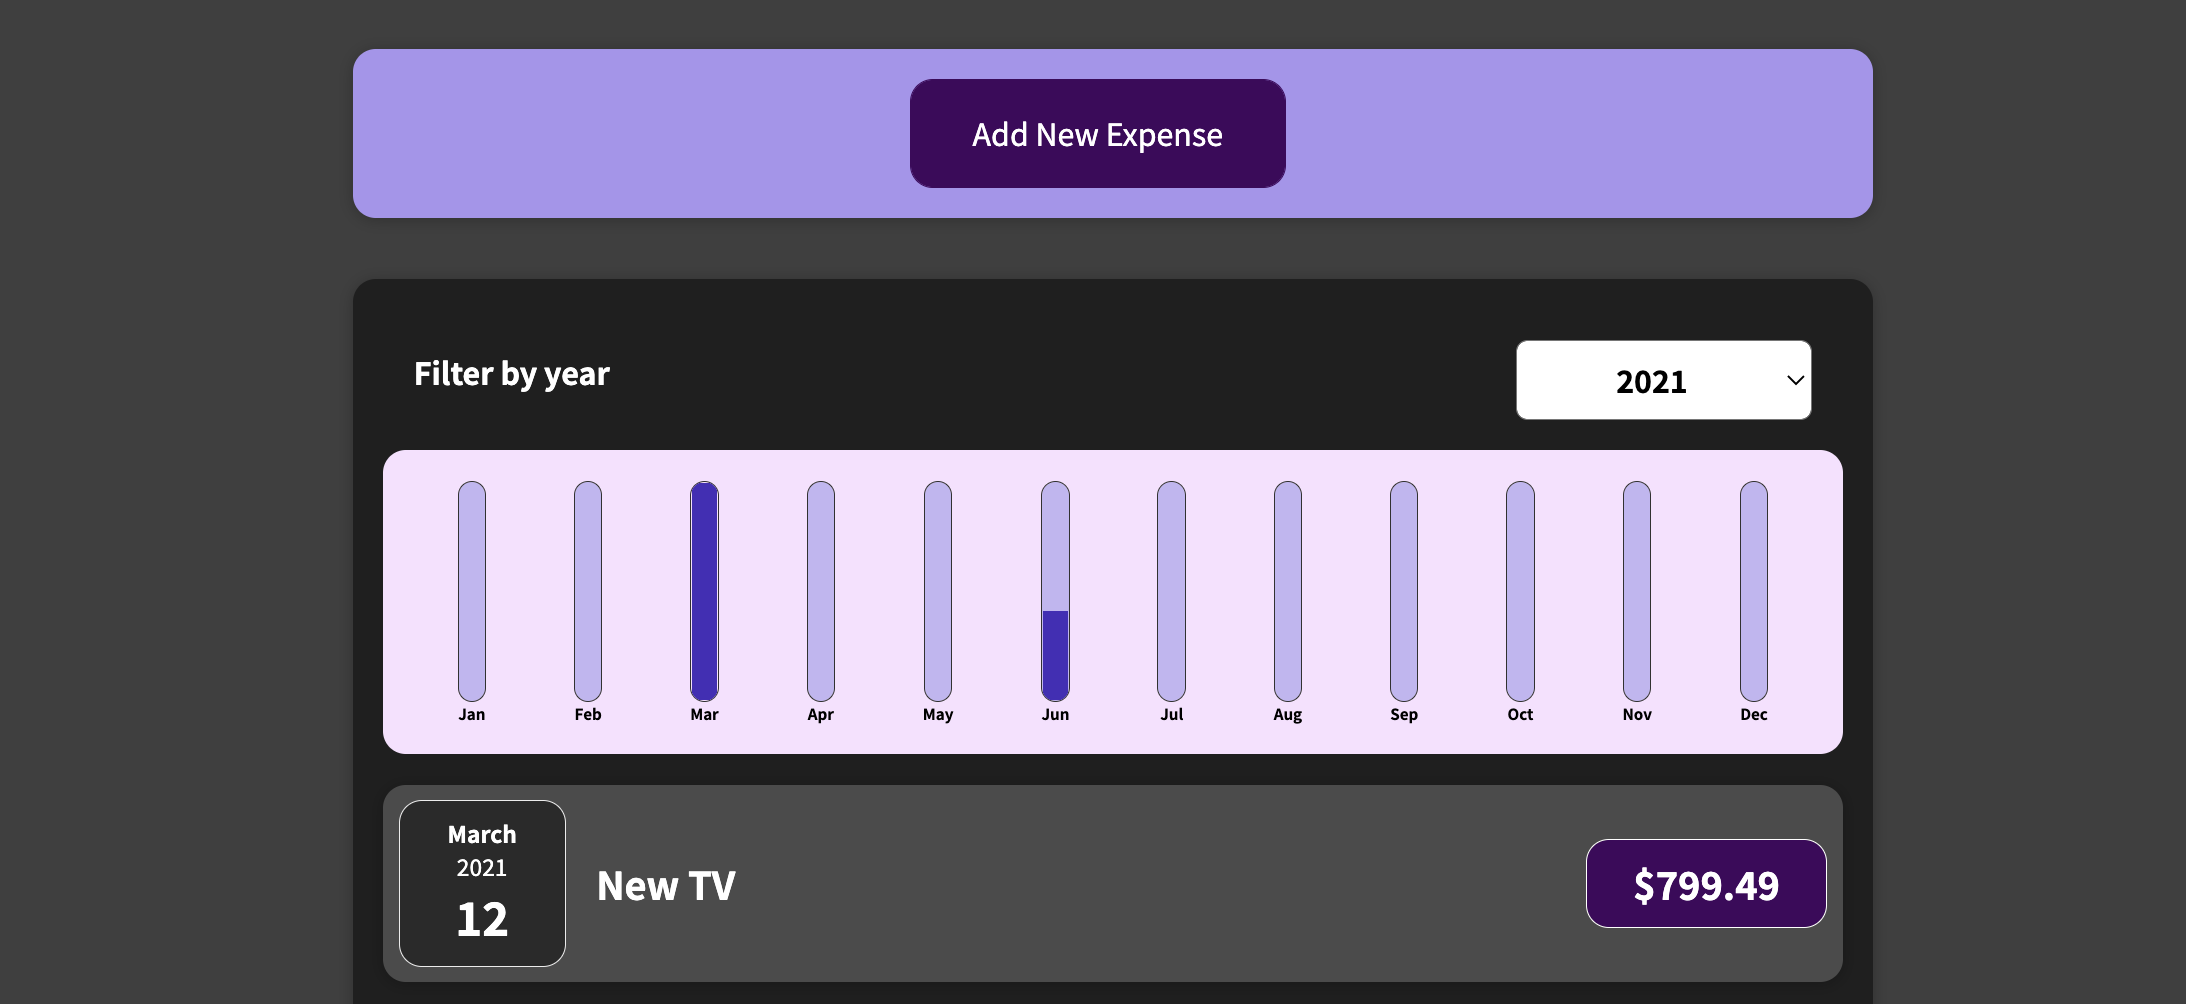 Add New Expense
Filter by year
2021
Jan Feb Mar Apr May Jun Jul Aug Sep Oct Nov Dec
March
2021
12
New TV
$799.49